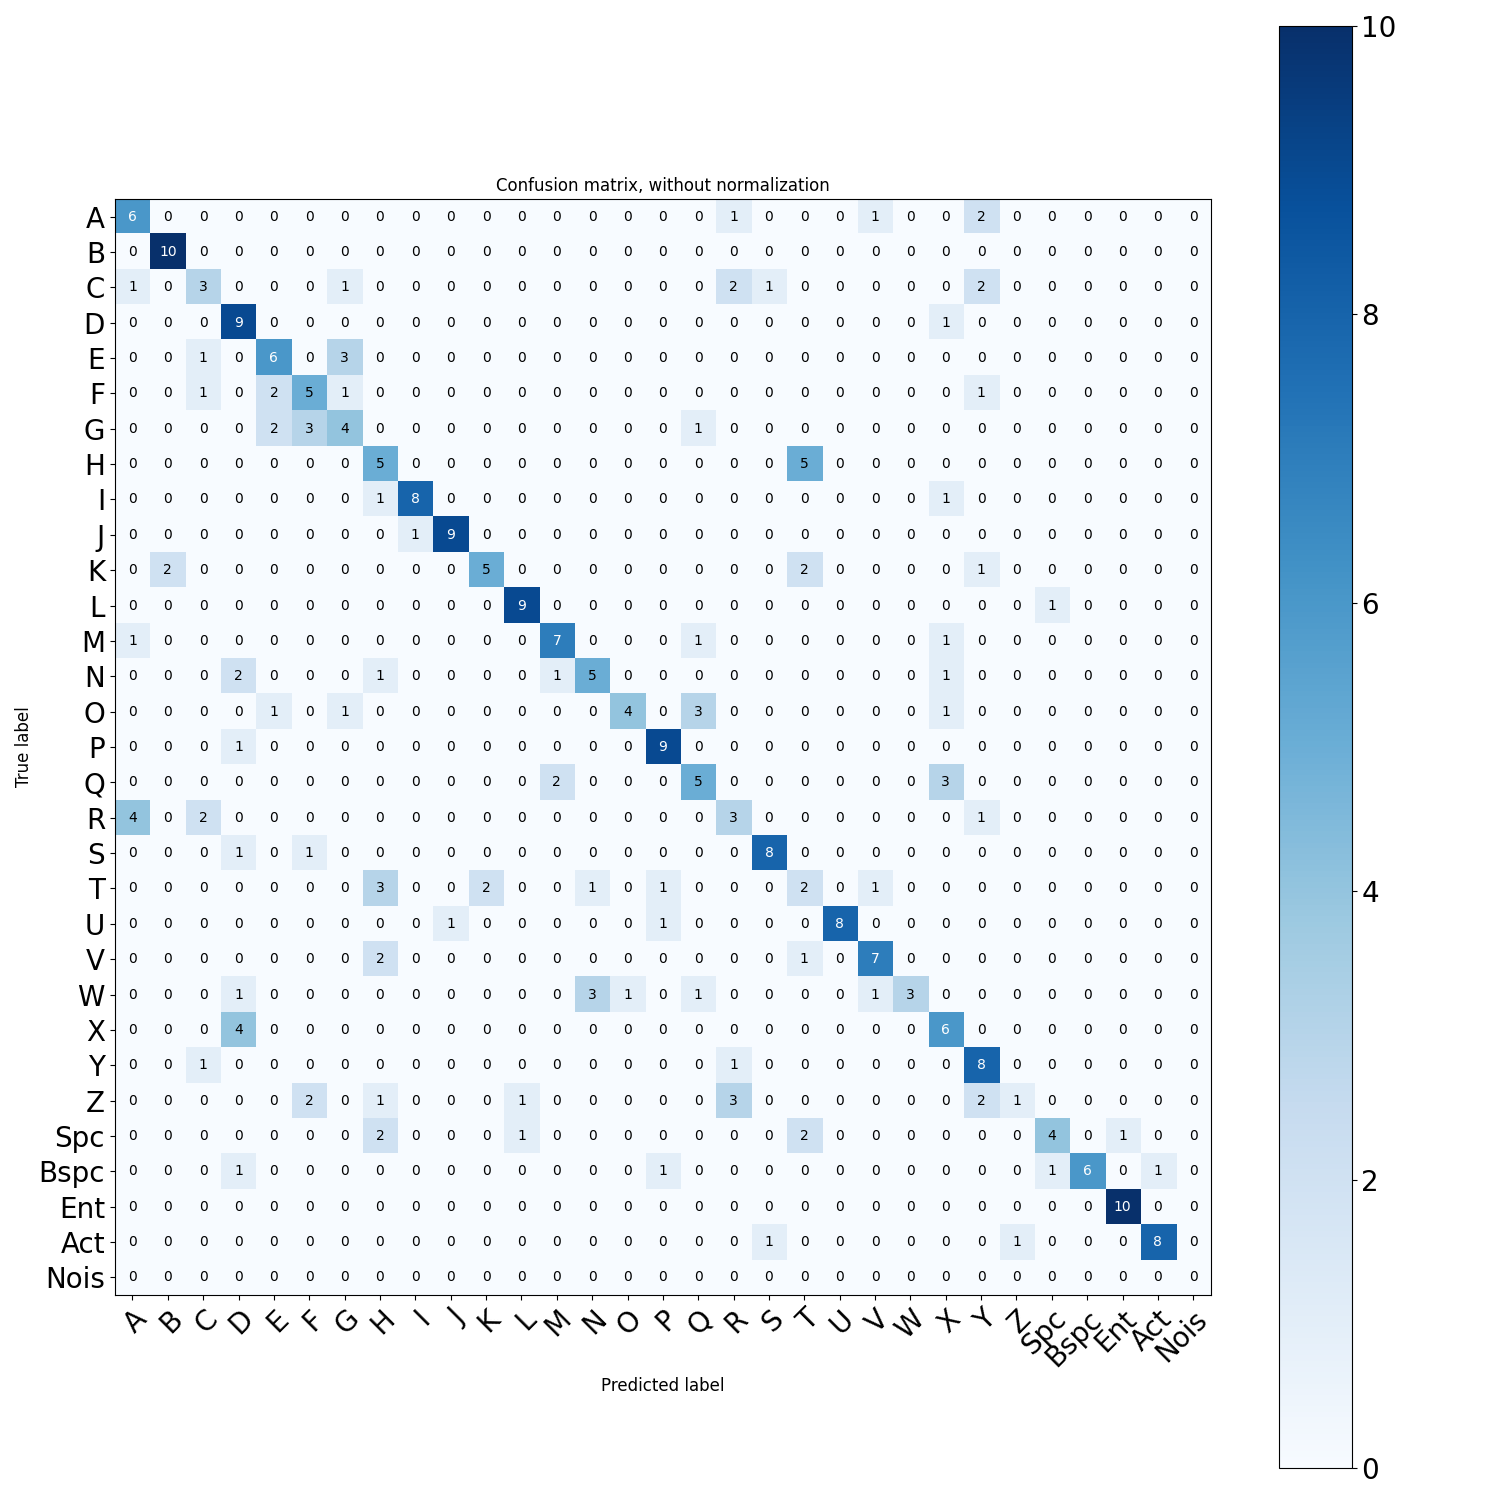 Confusion matrix, without normalization
A 6 0 0 0 0 0 0 0 0 0 0 0 0 0 0 0 0 1 0 0 0 1 0 0 2 0 0 0 0 0 0
B 0 10 0 0 0 0 0 0 0 0 0 0 0 0 0 0 0 0 0 0 0 0 0 0 0 0 0 0 0 0 0
C 1 0 3 0 0 0 1 0 0 0 0 0 0 0 0 0 0 2 1 0 0 0 0 0 2 0 0 0 0 0 0
D 0 0 0 9 0 0 0 0 0 0 0 0 0 0 0 0 0 0 0 0 0 0 0 1 0 0 0 0 0 0 0
E 0 0 1 0 6 0 3 0 0 0 0 0 0 0 0 0 0 0 0 0 0 0 0 0 0 0 0 0 0 0 0
F 0 0 1 0 2 5 1 0 0 0 0 0 0 0 0 0 0 0 0 0 0 0 0 0 1 0 0 0 0 0 0
G 0 0 0 0 2 3 4 0 0 0 0 0 0 0 0 0 1 0 0 0 0 0 0 0 0 0 0 0 0 0 0
H 0 0 0 0 0 0 0 5 0 0 0 0 0 0 0 0 0 0 0 5 0 0 0 0 0 0 0 0 0 0 0
I 0 0 0 0 0 0 0 1 8 0 0 0 0 0 0 0 0 0 0 0 0 0 0 1 0 0 0 0 0 0 0
J 0 0 0 0 0 0 0 0 1 9 0 0 0 0 0 0 0 0 0 0 0 0 0 0 0 0 0 0 0 0 0
K 0 2 0 0 0 0 0 0 0 0 5 0 0 0 0 0 0 0 0 2 0 0 0 0 1 0 0 0 0 0 0
L 0 0 0 0 0 0 0 0 0 0 0 9 0 0 0 0 0 0 0 0 0 0 0 0 0 0 1 0 0 0 0
M 1 0 0 0 0 0 0 0 0 0 0 0 7 0 0 0 1 0 0 0 0 0 0 1 0 0 0 0 0 0 0
N 0 0 0 2 0 0 0 1 0 0 0 0 1 5 0 0 0 0 0 0 0 0 0 1 0 0 0 0 0 0 0
O 0 0 0 0 1 0 1 0 0 0 0 0 0 0 4 0 3 0 0 0 0 0 0 1 0 0 0 0 0 0 0
P 0 0 0 1 0 0 0 0 0 0 0 0 0 0 0 9 0 0 0 0 0 0 0 0 0 0 0 0 0 0 0
Q 0 0 0 0 0 0 0 0 0 0 0 0 2 0 0 0 5 0 0 0 0 0 0 3 0 0 0 0 0 0 0
R 4 0 2 0 0 0 0 0 0 0 0 0 0 0 0 0 0 3 0 0 0 0 0 0 1 0 0 0 0 0 0
S 0 0 0 1 0 1 0 0 0 0 0 0 0 0 0 0 0 0 8 0 0 0 0 0 0 0 0 0 0 0 0
T 0 0 0 0 0 0 0 3 0 0 2 0 0 1 0 1 0 0 0 2 0 1 0 0 0 0 0 0 0 0 0
U 0 0 0 0 0 0 0 0 0 1 0 0 0 0 0 1 0 0 0 0 8 0 0 0 0 0 0 0 0 0 0
V 0 0 0 0 0 0 0 2 0 0 0 0 0 0 0 0 0 0 0 1 0 7 0 0 0 0 0 0 0 0 0
W 0 0 0 1 0 0 0 0 0 0 0 0 0 3 1 0 1 0 0 0 0 1 3 0 0 0 0 0 0 0 0
X 0 0 0 4 0 0 0 0 0 0 0 0 0 0 0 0 0 0 0 0 0 0 0 6 0 0 0 0 0 0 0
Y 0 0 1 0 0 0 0 0 0 0 0 0 0 0 0 0 0 1 0 0 0 0 0 0 8 0 0 0 0 0 0
Z 0 0 0 0 0 2 0 1 0 0 0 1 0 0 0 0 0 3 0 0 0 0 0 0 2 1 0 0 0 0 0
Spc 0 0 0 0 0 0 0 2 0 0 0 1 0 0 0 0 0 0 0 2 0 0 0 0 0 0 4 0 1 0 0
Bspc 0 0 0 1 0 0 0 0 0 0 0 0 0 0 0 1 0 0 0 0 0 0 0 0 0 0 1 6 0 1 0
Ent 0 0 0 0 0 0 0 0 0 0 0 0 0 0 0 0 0 0 0 0 0 0 0 0 0 0 0 0 10 0 0
Act 0 0 0 0 0 0 0 0 0 0 0 0 0 0 0 0 0 0 1 0 0 0 0 0 0 1 0 0 0 8 0
Nois 0 0 0 0 0 0 0 0 0 0 0 0 0 0 0 0 0 0 0 0 0 0 0 0 0 0 0 0 0 0 0
A B C D E F G H I J K L M N O P Q R S T U V W X Y Z Spc Bspc Ent Act Nois
Predicted label
True label
10
8
6
4
2
0